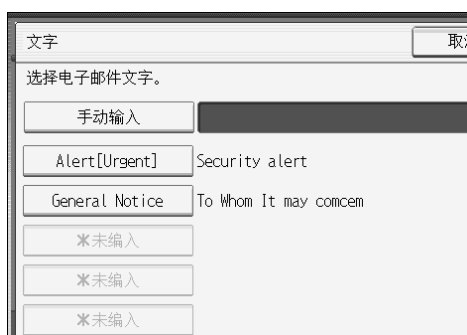 文字
选择电子邮件文字。
手动输入
Alert[Urgent] Security alert
General Notice To Whom It may comcem
*未编入
*未编入
*未编入